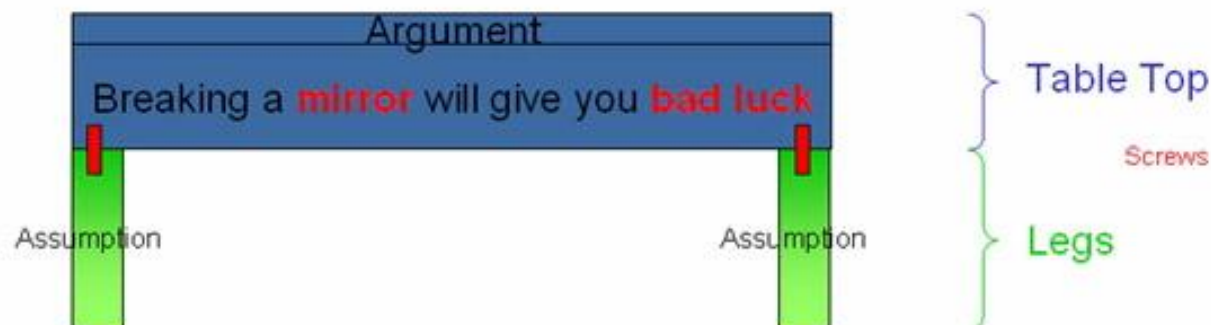 Argument
Breaking a mirror will give you bad luck
Table Top
Screws
Assumption
Assumption
Legs